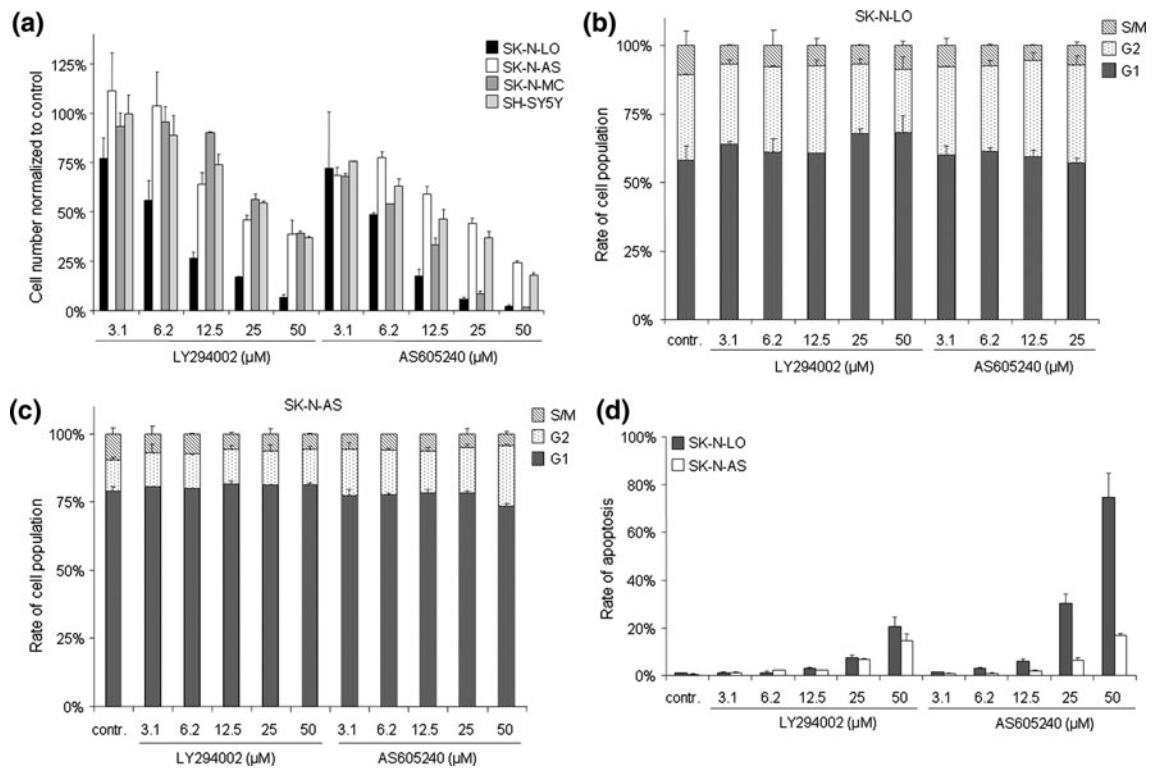 (a)
Cell number normalized to control
125%
100%
75%
50%
25%
0%
SK-N-LO
SK-N-AS
SK-N-MC
SH-SY5Y
3.1 6.2 12.5 25 50 3.1 6.2 12.5 25 50
LY294002 (µM) AS605240 (µM)
(b)
SK-N-LO
S/M
G2
G1
Rate of cell population
100%
75%
50%
25%
0%
contr. 3.1 6.2 12.5 25 50 3.1 6.2 12.5 25
LY294002 (µM) AS605240 (µM)
(c)
SK-N-AS
S/M
G2
G1
Rate of cell population
100%
75%
50%
25%
0%
contr. 3.1 6.2 12.5 25 50 3.1 6.2 12.5 25 50
LY294002 (µM) AS605240 (µM)
(d)
SK-N-LO
SK-N-AS
Rate of apoptosis
100%
80%
60%
40%
20%
0%
contr. 3.1 6.2 12.5 25 50 3.1 6.2 12.5 25 50
LY294002 (µM) AS605240 (µM)